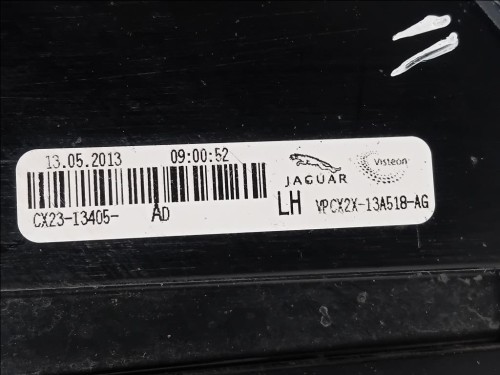 13.05.2013 09:00:52
JAGUAR
Visteon
CX23-13405- AD
LH VPCX2X-13A518-AG